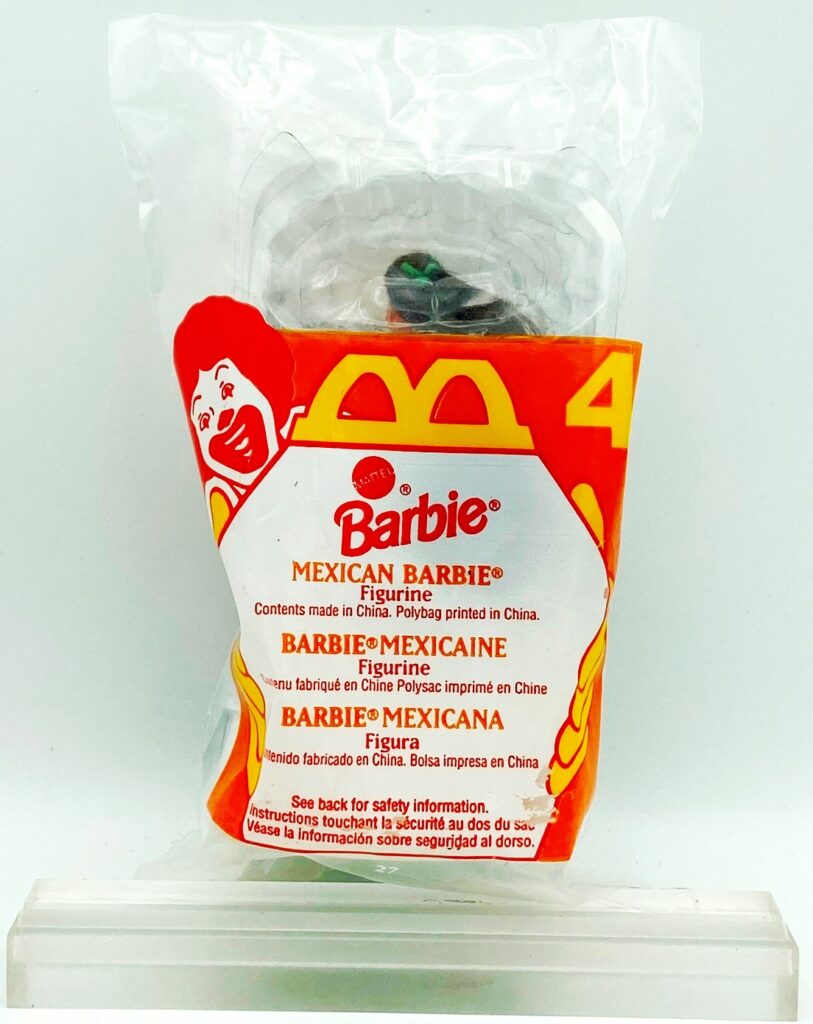 4
MATTEL®
Barbie®
MEXICAN BARBIE®
Figurine
Contents made in China. Polybag printed in China.
BARBIE® MEXICAINE
Figurine
fabriqué en Chine Polysac imprimé en Chine
BARBIE® MEXICANA
Figura
fabricado en China. Bolsa impresa en China
See back for safety information.
Instructions touchant la sécurité au dos du sac
Véase la información sobre seguridad al dorso.
27